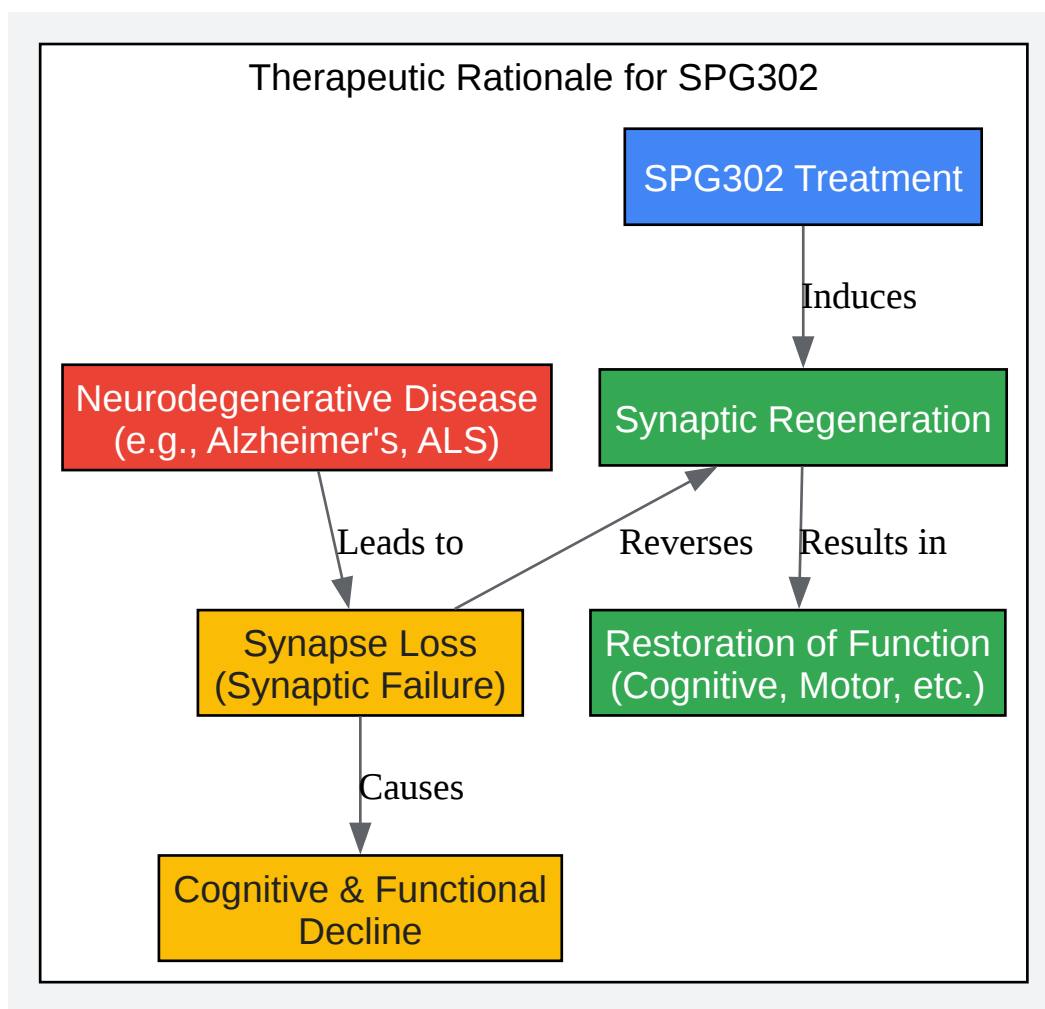 Therapeutic Rationale for SPG302
SPG302 Treatment
Induces
Neurodegenerative Disease
(e.g., Alzheimer's, ALS)
Synaptic Regeneration
Leads to
Reverses
Results in
Synapse Loss
(Synaptic Failure)
Restoration of Function
(Cognitive, Motor, etc.)
Causes
Cognitive & Functional
Decline